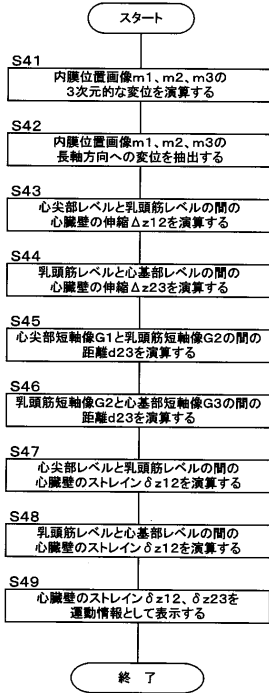 スタート
S41
内膜位置画像m1、m2、m3の
3次元的な変位を演算する
S42
内膜位置画像m1、m2、m3の
長軸方向への変位を抽出する
S43
心尖部レベルと乳頭筋レベルの間の
心臓壁の伸縮Δz12を演算する
S44
乳頭筋レベルと心基部レベルの間の
心臓壁の伸縮Δz23を演算する
S45
心尖部短軸像G1と乳頭筋短軸像G2の間の
距離d23を演算する
S46
乳頭筋短軸像G2と心基部短軸像G3の間の
距離d23を演算する
S47
心尖部レベルと乳頭筋レベルの間の
心臓壁のストレインδz12を演算する
S48
乳頭筋レベルと心基部レベルの間の
心臓壁のストレインδz12を演算する
S49
心臓壁のストレインδz12、δz23を
運動情報として表示する
終 了